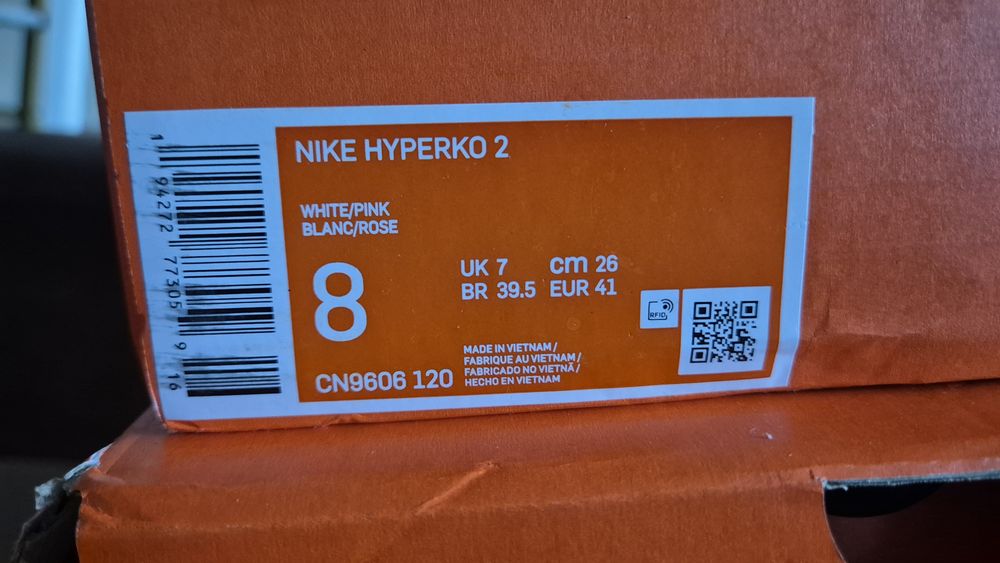 NIKE HYPERKO 2
WHITE/PINK
BLANC/ROSE
8
UK 7 cm 26
BR 39.5 EUR 41
RFID
CN9606 120
MADE IN VIETNAM /
FABRIQUE AU VIETNAM /
FABRICADO NO VIETNÃ /
HECHO EN VIETNAM
1 94272 77305 9 16